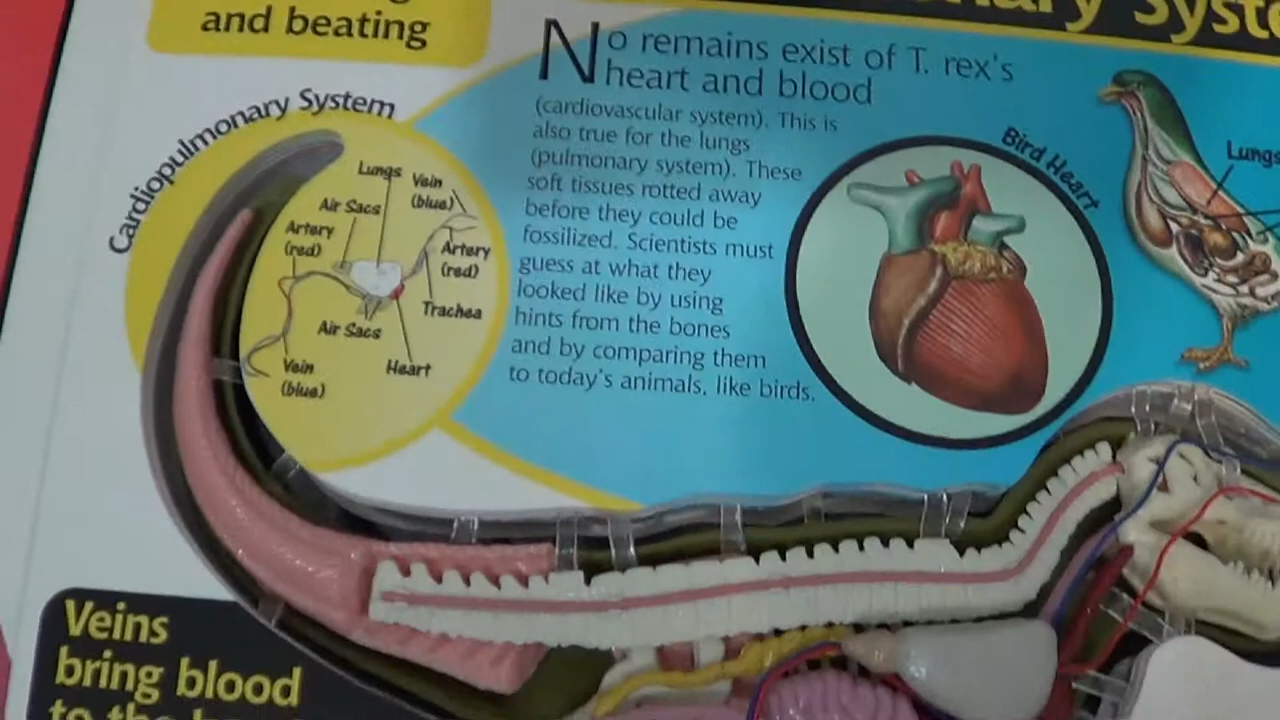 and beating
Cardiopulmonary System
Lungs
Vein
(blue)
Air Sacs
Artery
(red)
Artery
(red)
Trachea
Air Sacs
Vein
(blue)
Heart
No remains exist of T. rex's
heart and blood
(cardiovascular system). This is
also true for the lungs
(pulmonary system). These
soft tissues rotted away
before they could be
fossilized. Scientists must
guess at what they
looked like by using
hints from the bones
and by comparing them
to today's animals, like birds.
Bird Heart
Lungs
Veins
bring blood